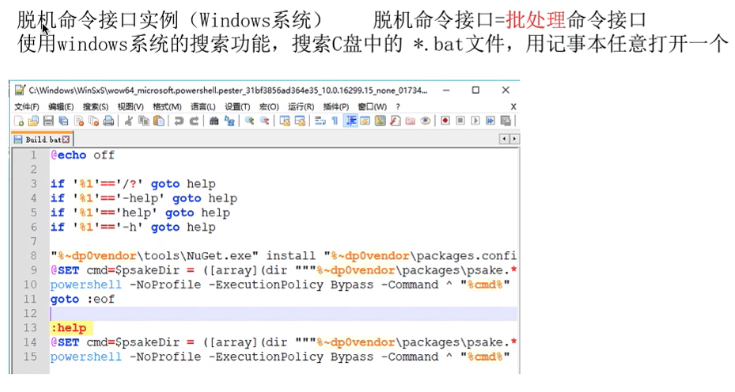 脱机命令接口实例（Windows系统） 脱机命令接口=批处理命令接口
使用windows系统的搜索功能，搜索C盘中的 *.bat文件，用记事本任意打开一个
C:\Windows\WinSxS\wow64_microsoft.powershell.pester_31bf3856ad364e35_10.0.16299.15_none_01734...
文件(F) 编辑(E) 搜索(S) 视图(V) 格式(M) 语言(L) 设置(T) 宏(O) 运行(R) 插件(P) 窗口(W) ? X
Build.bat
1 @echo off
2
3 if '%1'=='/?' goto help
4 if '%1'=='-help' goto help
5 if '%1'=='help' goto help
6 if '%1'=='-h' goto help
7
8 "%~dp0vendor\tools\NuGet.exe" install "%~dp0vendor\packages.confi
9 @SET cmd=$psakeDir = ([array](dir """%~dp0vendor\packages\psake.*
10 powershell -NoProfile -ExecutionPolicy Bypass -Command ^ "%cmd%"
11 goto :eof
12
13 :help
14 @SET cmd=$psakeDir = ([array](dir """%~dp0vendor\packages\psake.*
15 powershell -NoProfile -ExecutionPolicy Bypass -Command ^ "%cmd%"